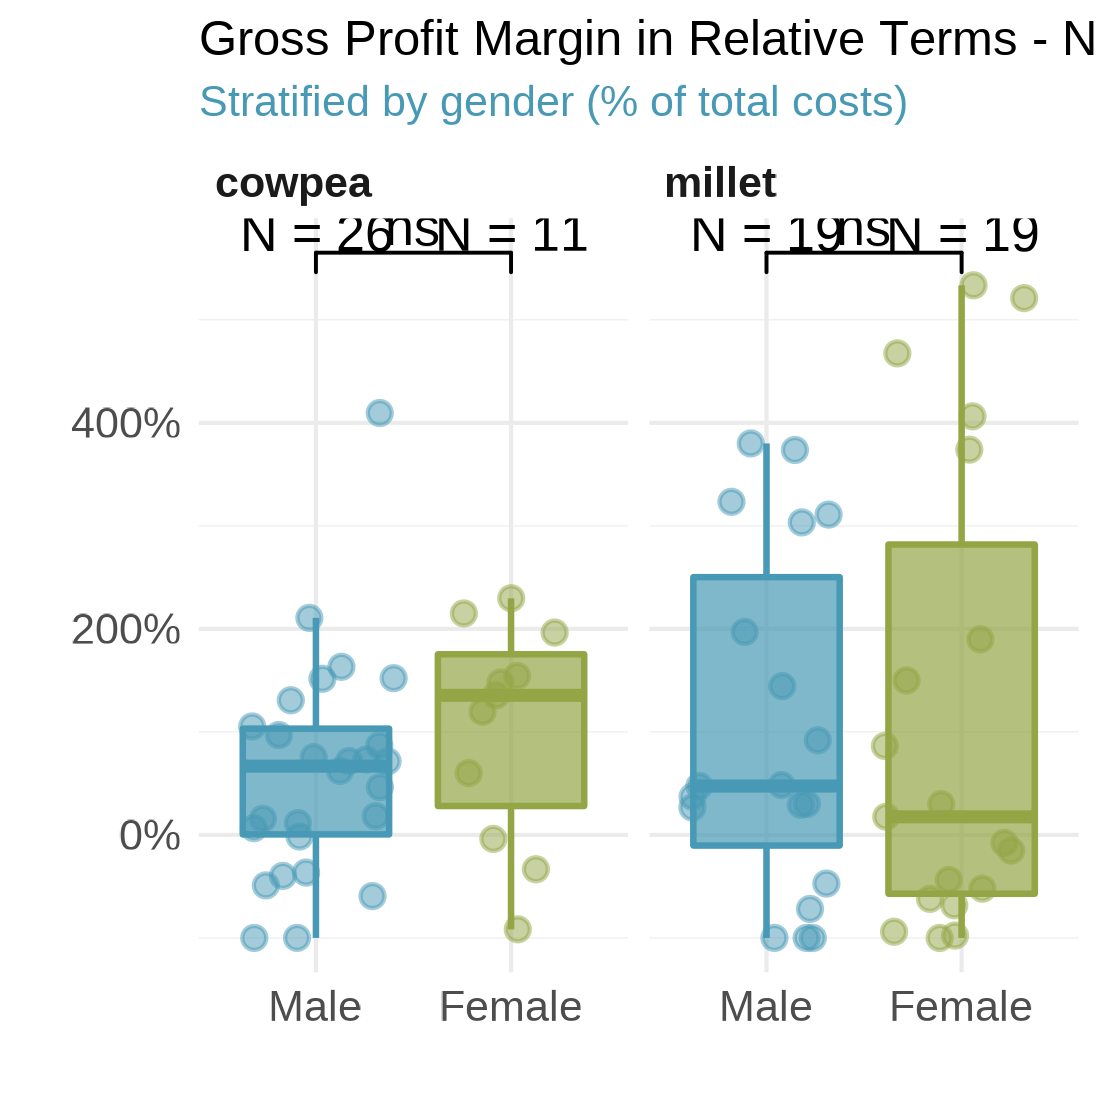 Gross Profit Margin in Relative Terms - N
Stratified by gender (% of total costs)
cowpea millet
N = 26 ns N = 11 N = 19 ns N = 19
400%
200%
0%
Male Female Male Female